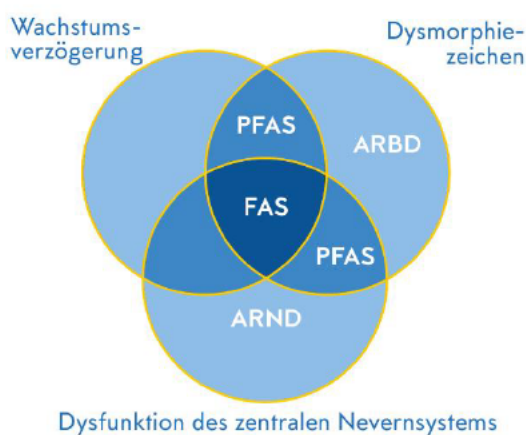 Wachstums-
verzögerung
Dysmorphie-
zeichen
PFAS
ARBD
FAS
PFAS
ARND
Dysfunktion des zentralen Nevernsystems